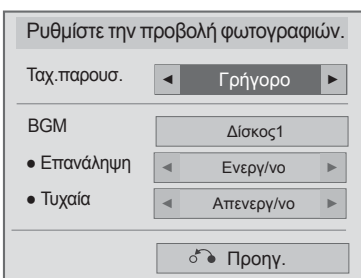 Ρυθμίστε την προβολή φωτογραφιών.
Ταχ.παρουσ. ◄ Γρήγορο ►
BGM Δίσκος1
● Επανάληψη ◄ Ενεργ/νο ►
● Τυχαία ◄ Απενεργ/νο ►
Προηγ.